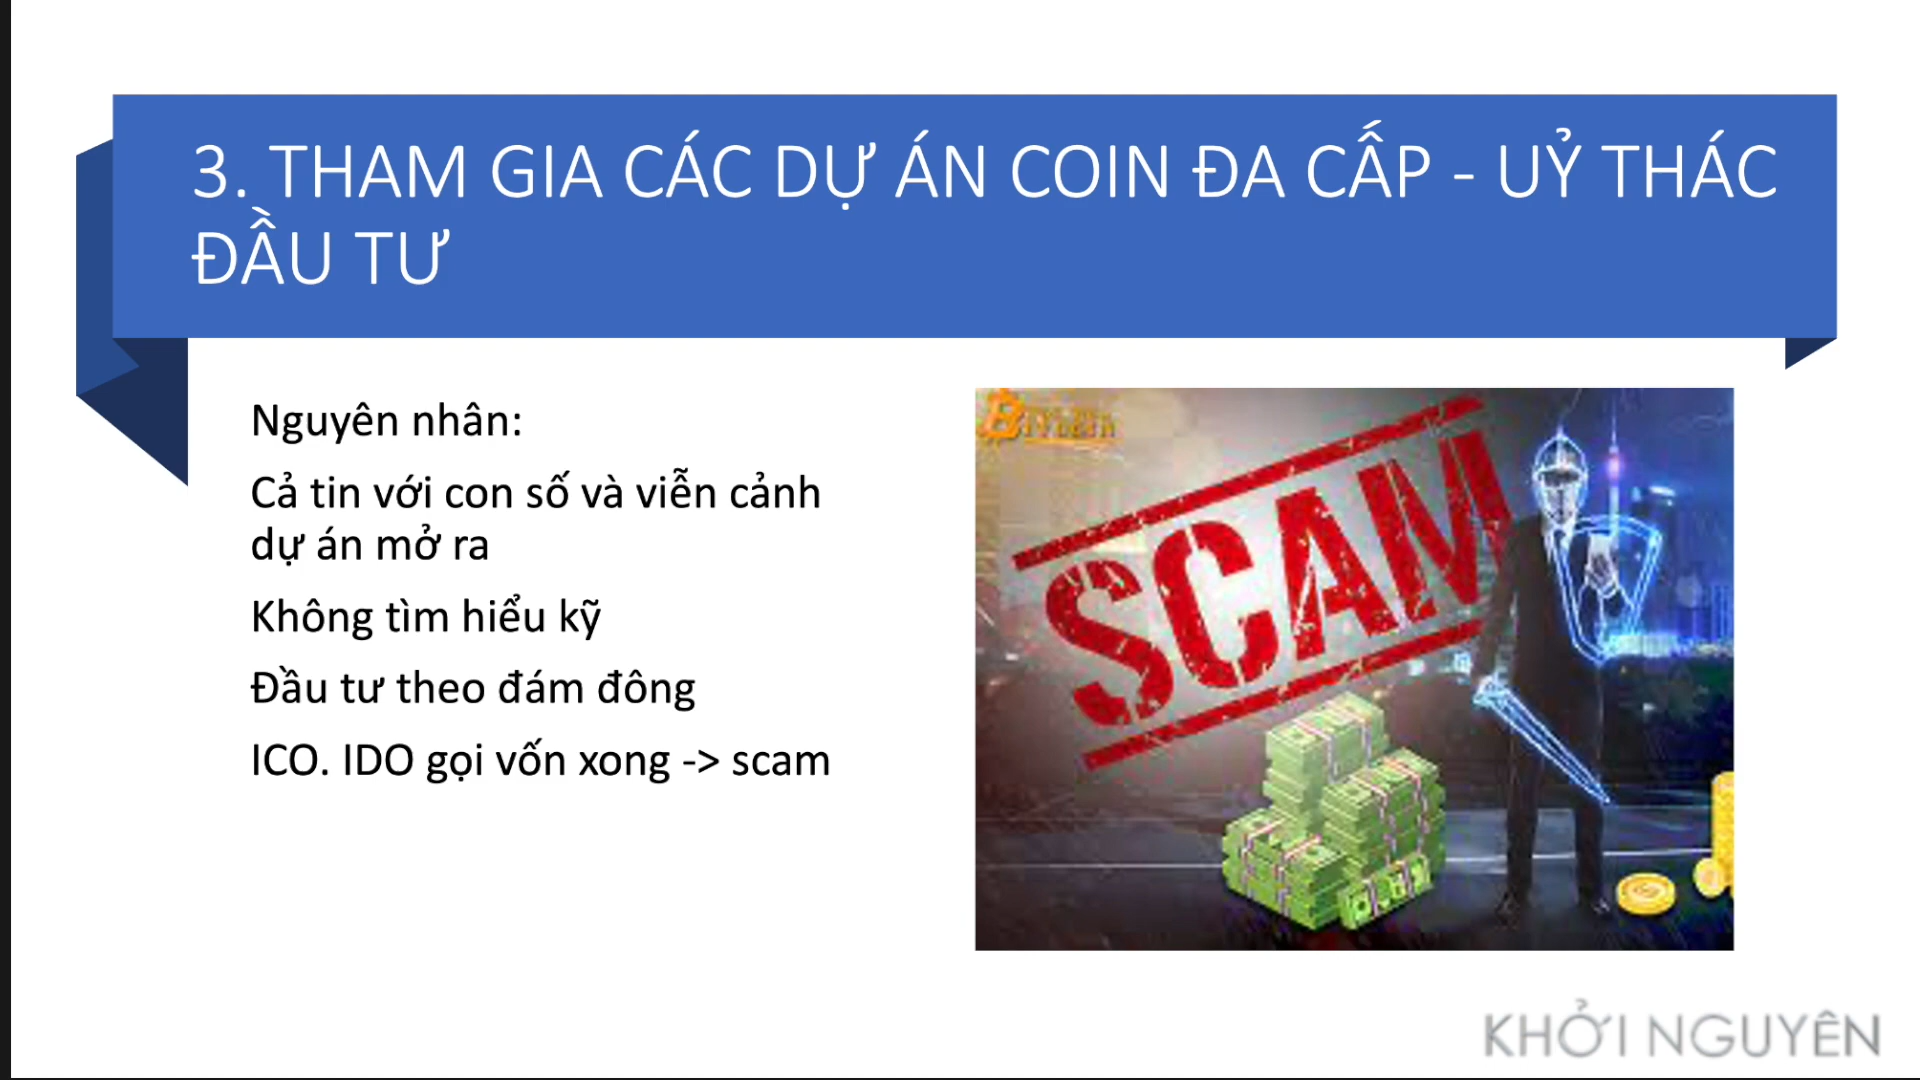 3. THAM GIA CÁC DỰ ÁN COIN ĐA CẤP - UỶ THÁC
ĐẦU TƯ
Nguyên nhân:
Cả tin với con số và viễn cảnh
dự án mở ra
Không tìm hiểu kỹ
Đầu tư theo đám đông
ICO. IDO gọi vốn xong -> scam
SCAM
KHỞI NGUYÊN